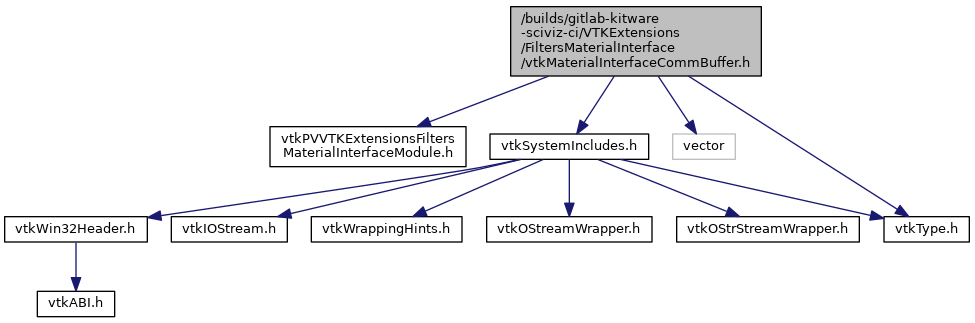 /builds/gitlab-kitware
-sciviz-ci/VTKExtensions
/FiltersMaterialInterface
/vtkMaterialInterfaceCommBuffer.h
vtkPVVTKExtensionsFilters
MaterialInterfaceModule.h
vtkSystemIncludes.h
vector
vtkWin32Header.h
vtkIOStream.h
vtkWrappingHints.h
vtkOStreamWrapper.h
vtkOStrStreamWrapper.h
vtkType.h
vtkABI.h